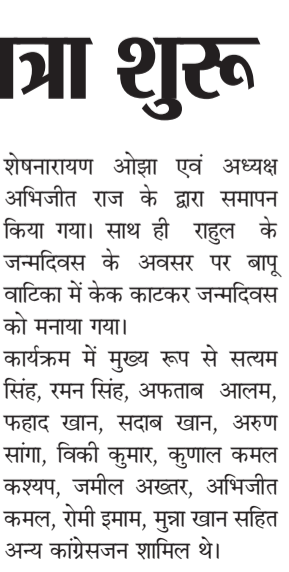 त्रा शुरू
शेषनारायण ओझा एवं अध्यक्ष
अभिजीत राज के द्वारा समापन
किया गया। साथ ही राहुल के
जन्मदिवस के अवसर पर बापू
वाटिका में केक काटकर जन्मदिवस
को मनाया गया।
कार्यक्रम में मुख्य रूप से सत्यम
सिंह, रमन सिंह, अफताब आलम,
फहाद खान, सदाब खान, अरुण
सांगा, विकी कुमार, कुणाल कमल
कश्यप, जमील अख्तर, अभिजीत
कमल, रोमी इमाम, मुन्ना खान सहित
अन्य कांग्रेसजन शामिल थे।